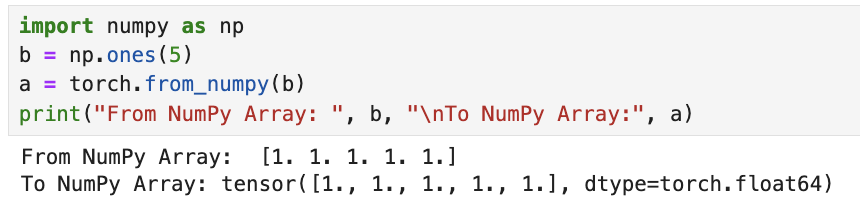 import numpy as np
b = np.ones(5)
a = torch.from_numpy(b)
print("From NumPy Array: ", b, "\nTo NumPy Array:", a)
From NumPy Array:  [1. 1. 1. 1. 1.]
To NumPy Array: tensor([1., 1., 1., 1., 1.], dtype=torch.float64)